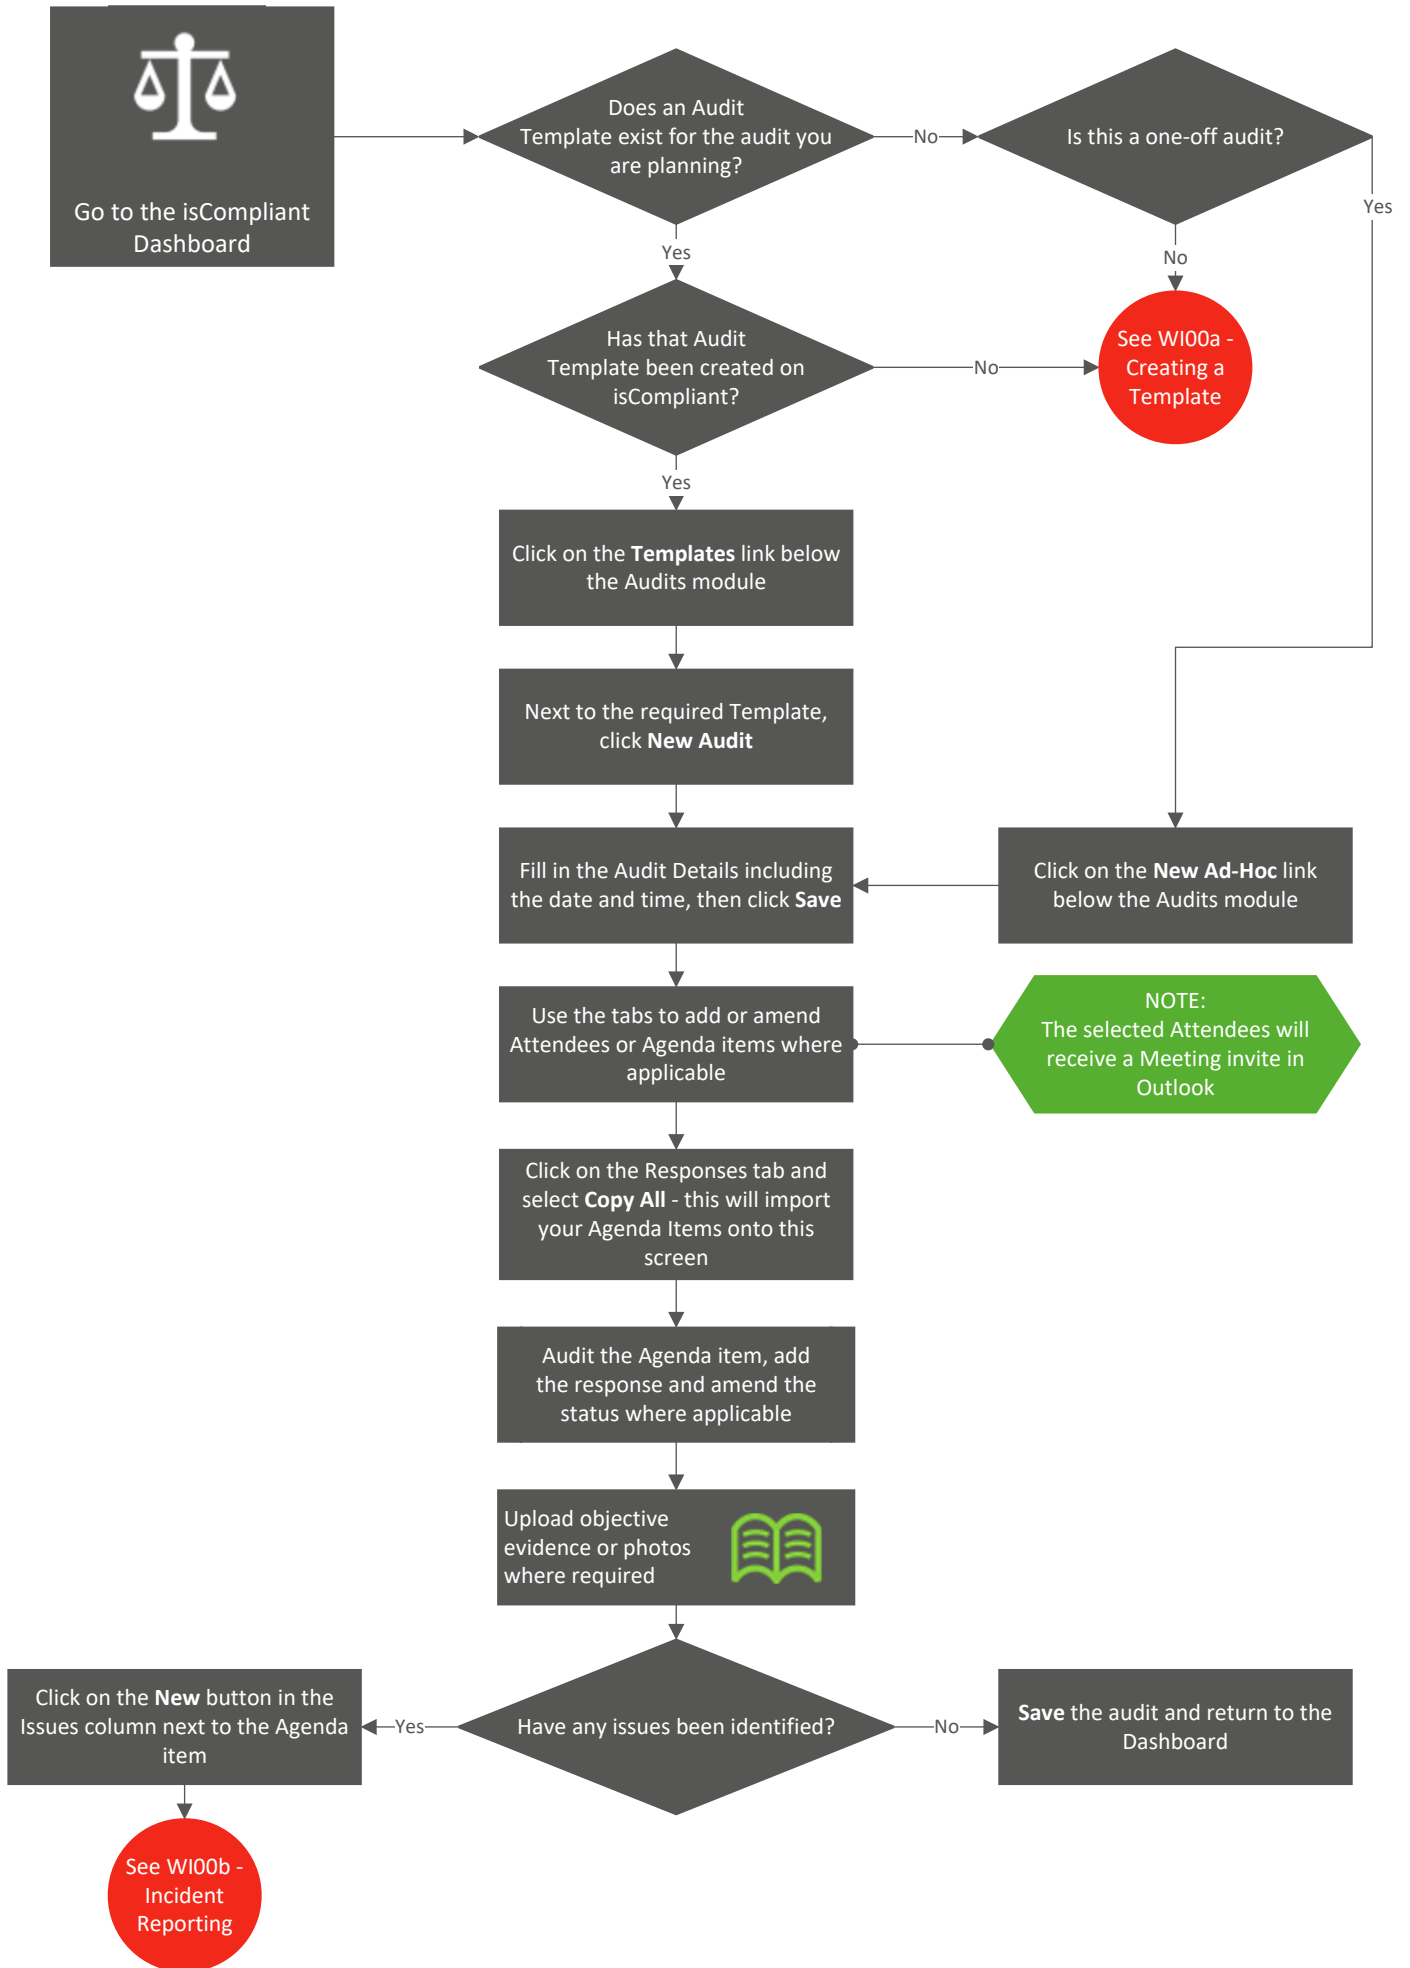 Go to the isCompliant
Dashboard
Does an Audit
Template exist for the audit you
are planning?
No
Is this a one-off audit?
Yes
Yes
No
Has that Audit
Template been created on
isCompliant?
No
See WI00a -
Creating a
Template
Yes
Click on the Templates link below
the Audits module
Next to the required Template,
click New Audit
Fill in the Audit Details including
the date and time, then click Save
Click on the New Ad-Hoc link
below the Audits module
Use the tabs to add or amend
Attendees or Agenda items where
applicable
NOTE:
The selected Attendees will
receive a Meeting invite in
Outlook
Click on the Responses tab and
select Copy All - this will import
your Agenda Items onto this
screen
Audit the Agenda item, add
the response and amend the
status where applicable
Upload objective
evidence or photos
where required
Click on the New button in the
Issues column next to the Agenda
item
Yes
Have any issues been identified?
No
Save the audit and return to the
Dashboard
See WI00b -
Incident
Reporting